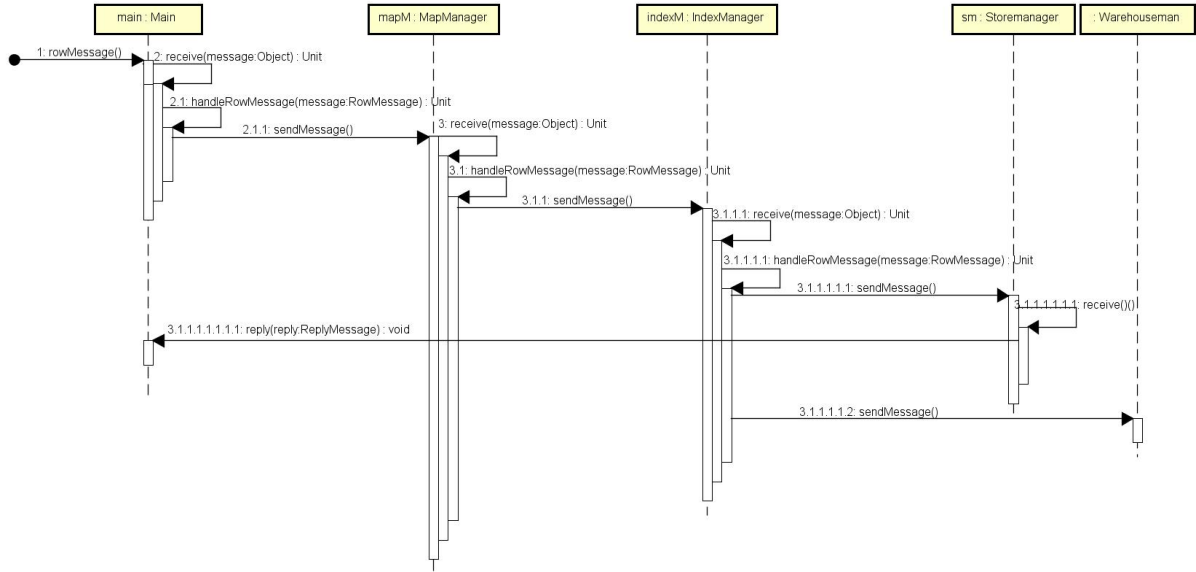 main : Main
mapM : MapManager
indexM : IndexManager
sm : Storemanager
: Warehouseman
1: rowMessage()
2: receive(message:Object) : Unit
2.1: handleRowMessage(message:RowMessage) : Unit
2.1.1: sendMessage()
3: receive(message:Object) : Unit
3.1: handleRowMessage(message:RowMessage) : Unit
3.1.1: sendMessage()
3.1.1.1: receive(message:Object) : Unit
3.1.1.1.1: handleRowMessage(message:RowMessage) : Unit
3.1.1.1.1.1: sendMessage()
3.1.1.1.1.1.1: receive()()
3.1.1.1.1.1.1.1: reply(reply:ReplyMessage) : void
3.1.1.1.1.2: sendMessage()